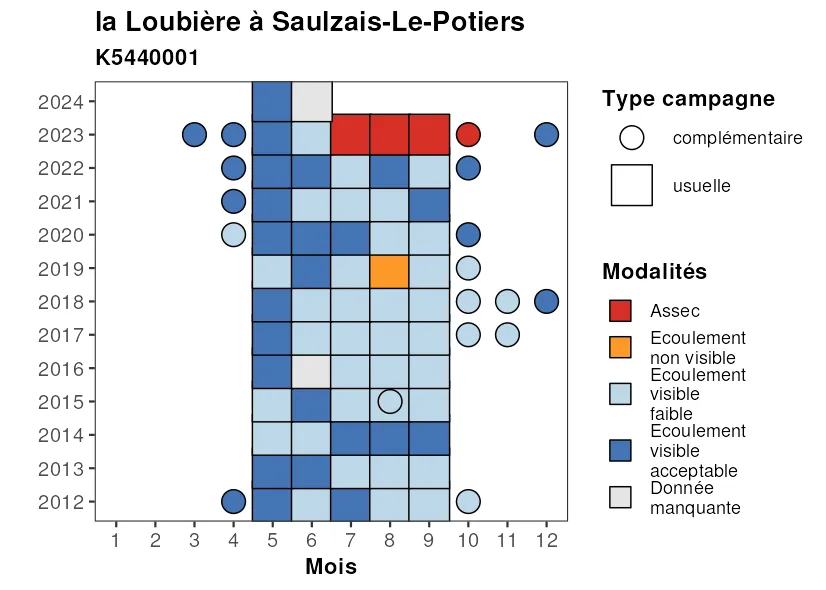 la Loubière à Saulzais-Le-Potiers
K5440001
2024
2023
2022
2021
2020
2019
2018
2017
2016
2015
2014
2013
2012
1 2 3 4 5 6 7 8 9 10 11 12
Mois
Type campagne
complémentaire
usuelle
Modalités
Assec
Ecoulement
non visible
Ecoulement
visible
faible
Ecoulement
visible
acceptable
Donnée
manquante